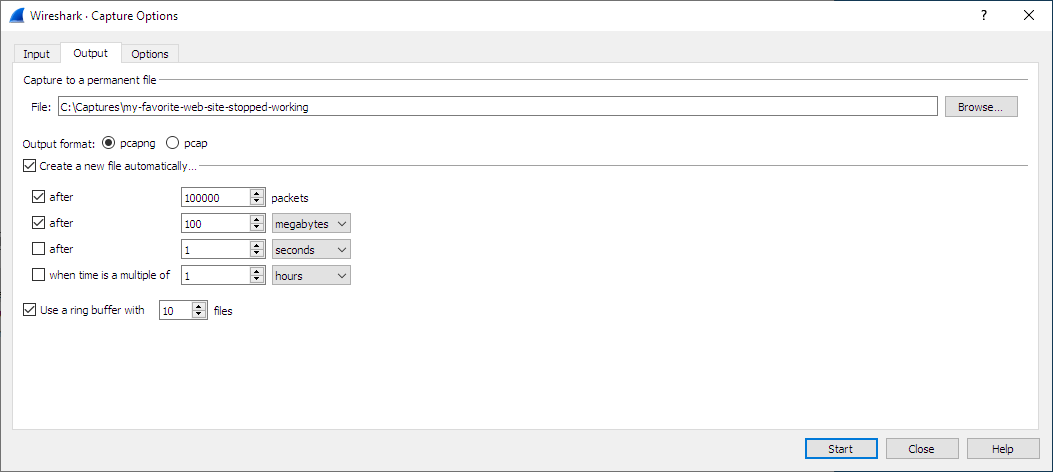 Wireshark · Capture Options
?
Input Output Options
Capture to a permanent file
File: C:\Captures\my-favorite-web-site-stopped-working Browse...
Output format: pcapng pcap
Create a new file automatically...
after 100000 packets
after 100 megabytes
after 1 seconds
when time is a multiple of 1 hours
Use a ring buffer with 10 files
Start Close Help